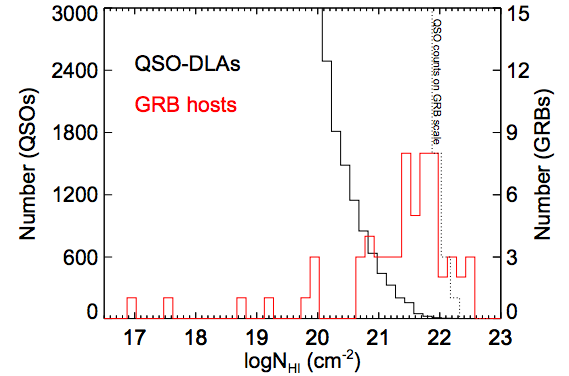 3000
2400
1800
1200
600
0
Number (QSOs)
QSO-DLAs
GRB hosts
QSO counts on GRB scale
15
12
9
6
3
0
Number (GRBs)
17 18 19 20 21 22 23
logNHI (cm-2)